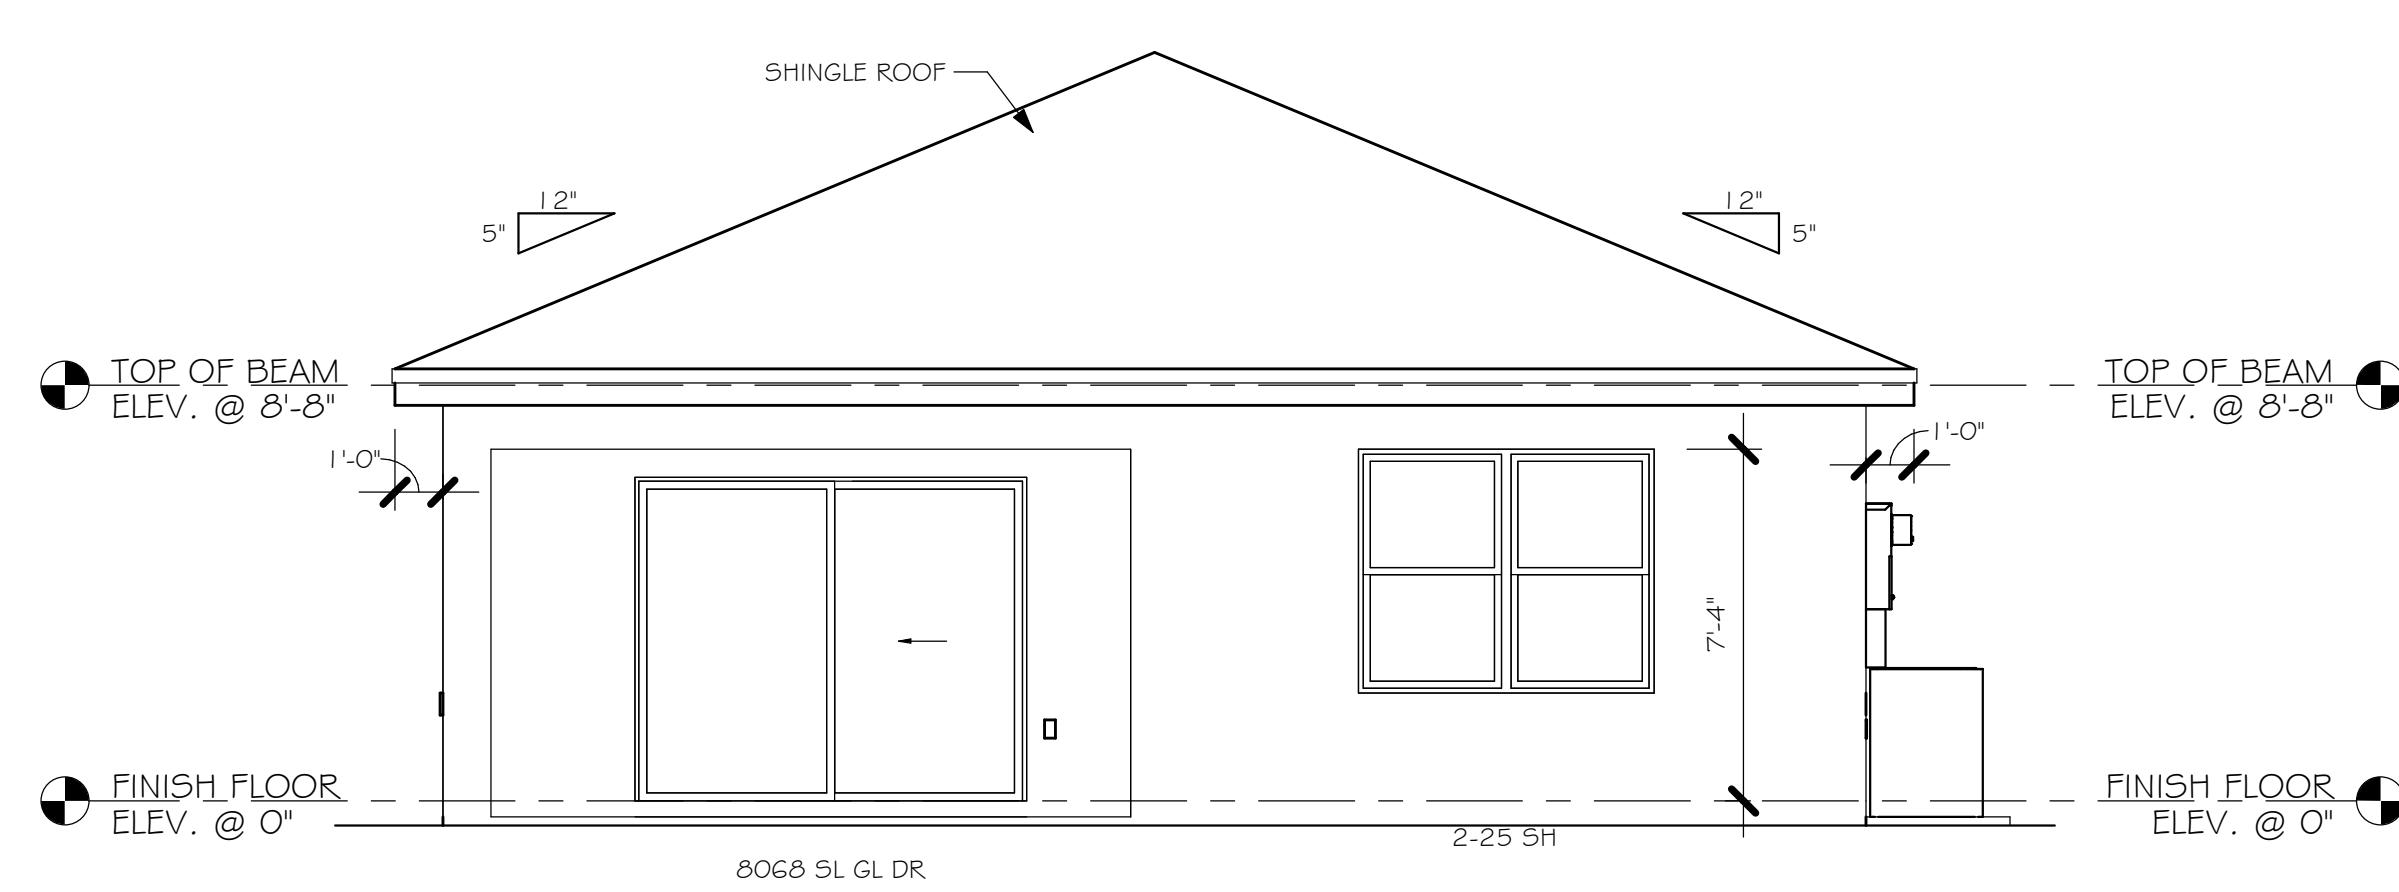 SHINGLE ROOF
12"
5"
12"
5"
TOP OF BEAM
ELEV. @ 8'-8"
TOP OF BEAM
ELEV. @ 8'-8"
1'-0"
1'-0"
7'-4"
FINISH FLOOR
ELEV. @ 0"
FINISH FLOOR
ELEV. @ 0"
2-25 SH
8068 SL GL DR